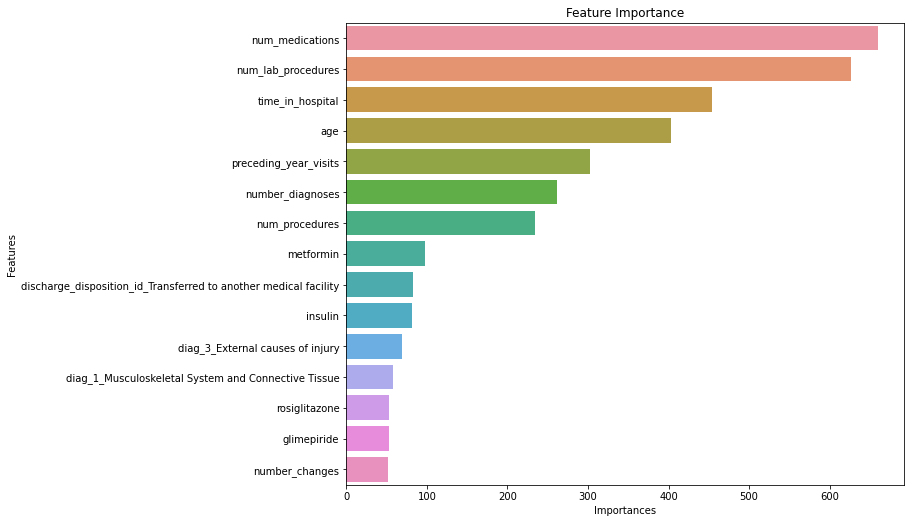 Feature Importance
num_medications
num_lab_procedures
time_in_hospital
age
preceding_year_visits
number_diagnoses
num_procedures
metformin
discharge_disposition_id_Transferred to another medical facility
insulin
diag_3_External causes of injury
diag_1_Musculoskeletal System and Connective Tissue
rosiglitazone
glimepiride
number_changes
Features
0 100 200 300 400 500 600
Importances